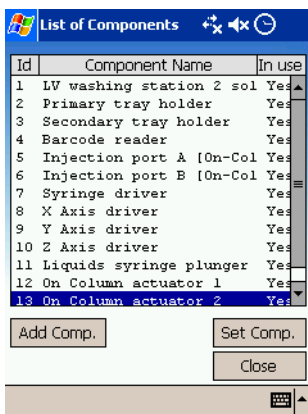 List of Components
Id Component Name In use
1 LV washing station 2 sol Yes
2 Primary tray holder Yes
3 Secondary tray holder Yes
4 Barcode reader Yes
5 Injection port A [On-Col Yes
6 Injection port B [On-Col Yes
7 Syringe driver Yes
8 X Axis driver Yes
9 Y Axis driver Yes
10 Z Axis driver Yes
11 Liquids syringe plunger Yes
12 On Column actuator 1 Yes
13 On Column actuator 2 Yes
Add Comp. Set Comp.
Close